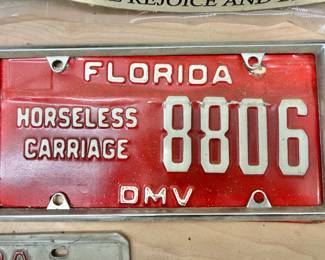 REJOICE AND
FLORIDA
HORSELESS
CARRIAGE
8806
DMV